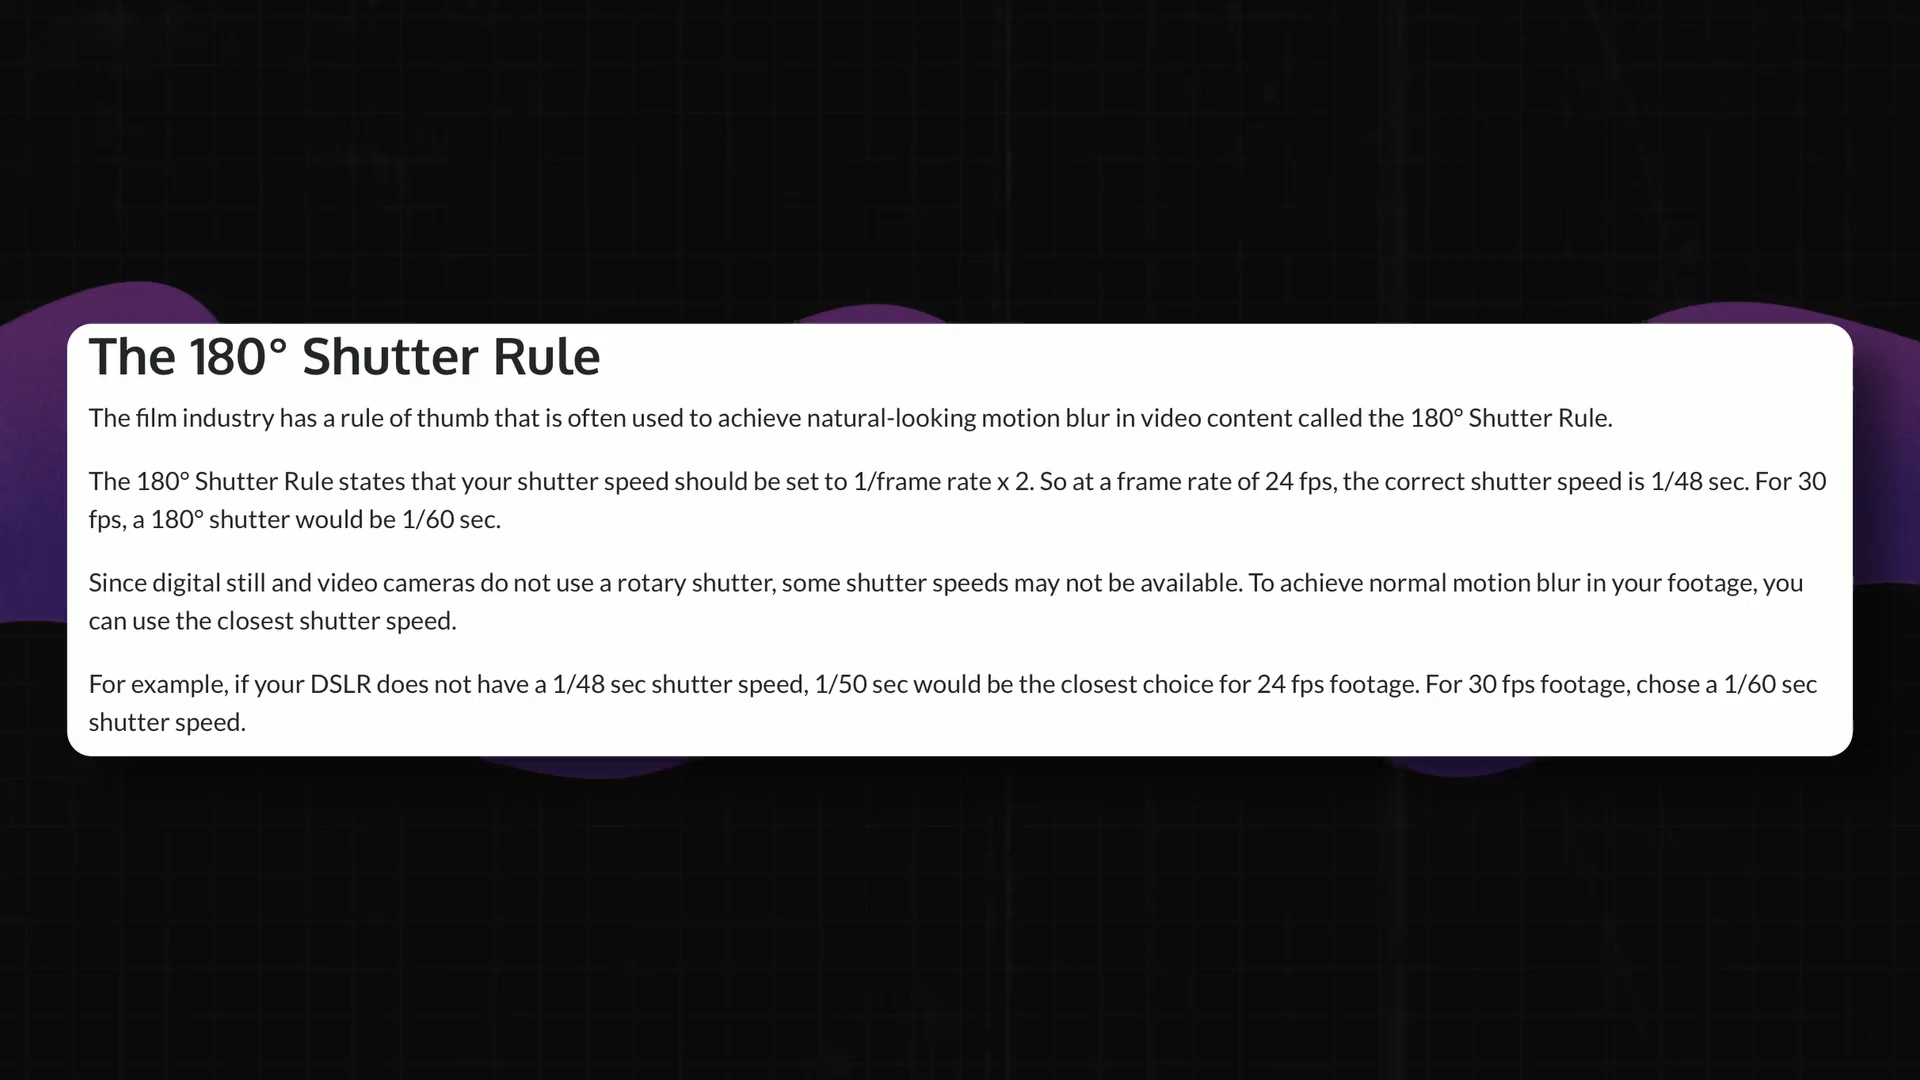 The 180° Shutter Rule
The film industry has a rule of thumb that is often used to achieve natural-looking motion blur in video content called the 180° Shutter Rule.
The 180° Shutter Rule states that your shutter speed should be set to 1/frame rate x 2. So at a frame rate of 24 fps, the correct shutter speed is 1/48 sec. For 30
fps, a 180° shutter would be 1/60 sec.
Since digital still and video cameras do not use a rotary shutter, some shutter speeds may not be available. To achieve normal motion blur in your footage, you
can use the closest shutter speed.
For example, if your DSLR does not have a 1/48 sec shutter speed, 1/50 sec would be the closest choice for 24 fps footage. For 30 fps footage, chose a 1/60 sec
shutter speed.